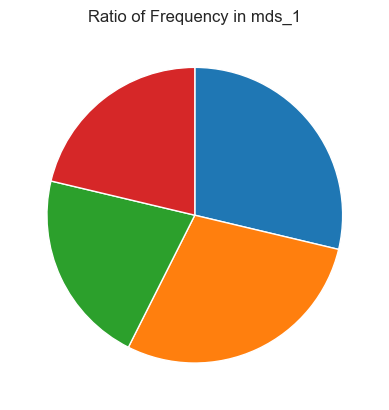 Ratio of Frequency in mds_1